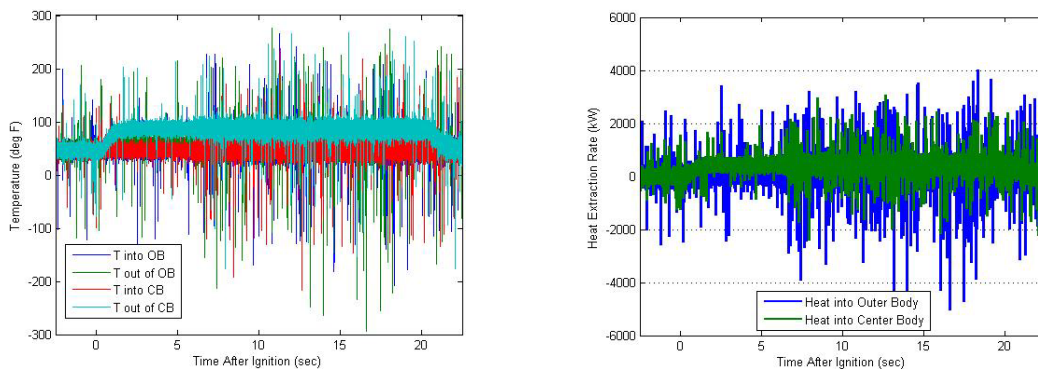 300
200
100
0
-100
-200
-300
Temperature (deg F)
T into OB
T out of OB
T into CB
T out of CB
0
5
10
15
20
Time After Ignition (sec)
6000
4000
2000
0
-2000
-4000
-6000
Heat Extraction Rate (kW)
Heat into Outer Body
Heat into Center Body
0
5
10
15
20
Time After Ignition (sec)